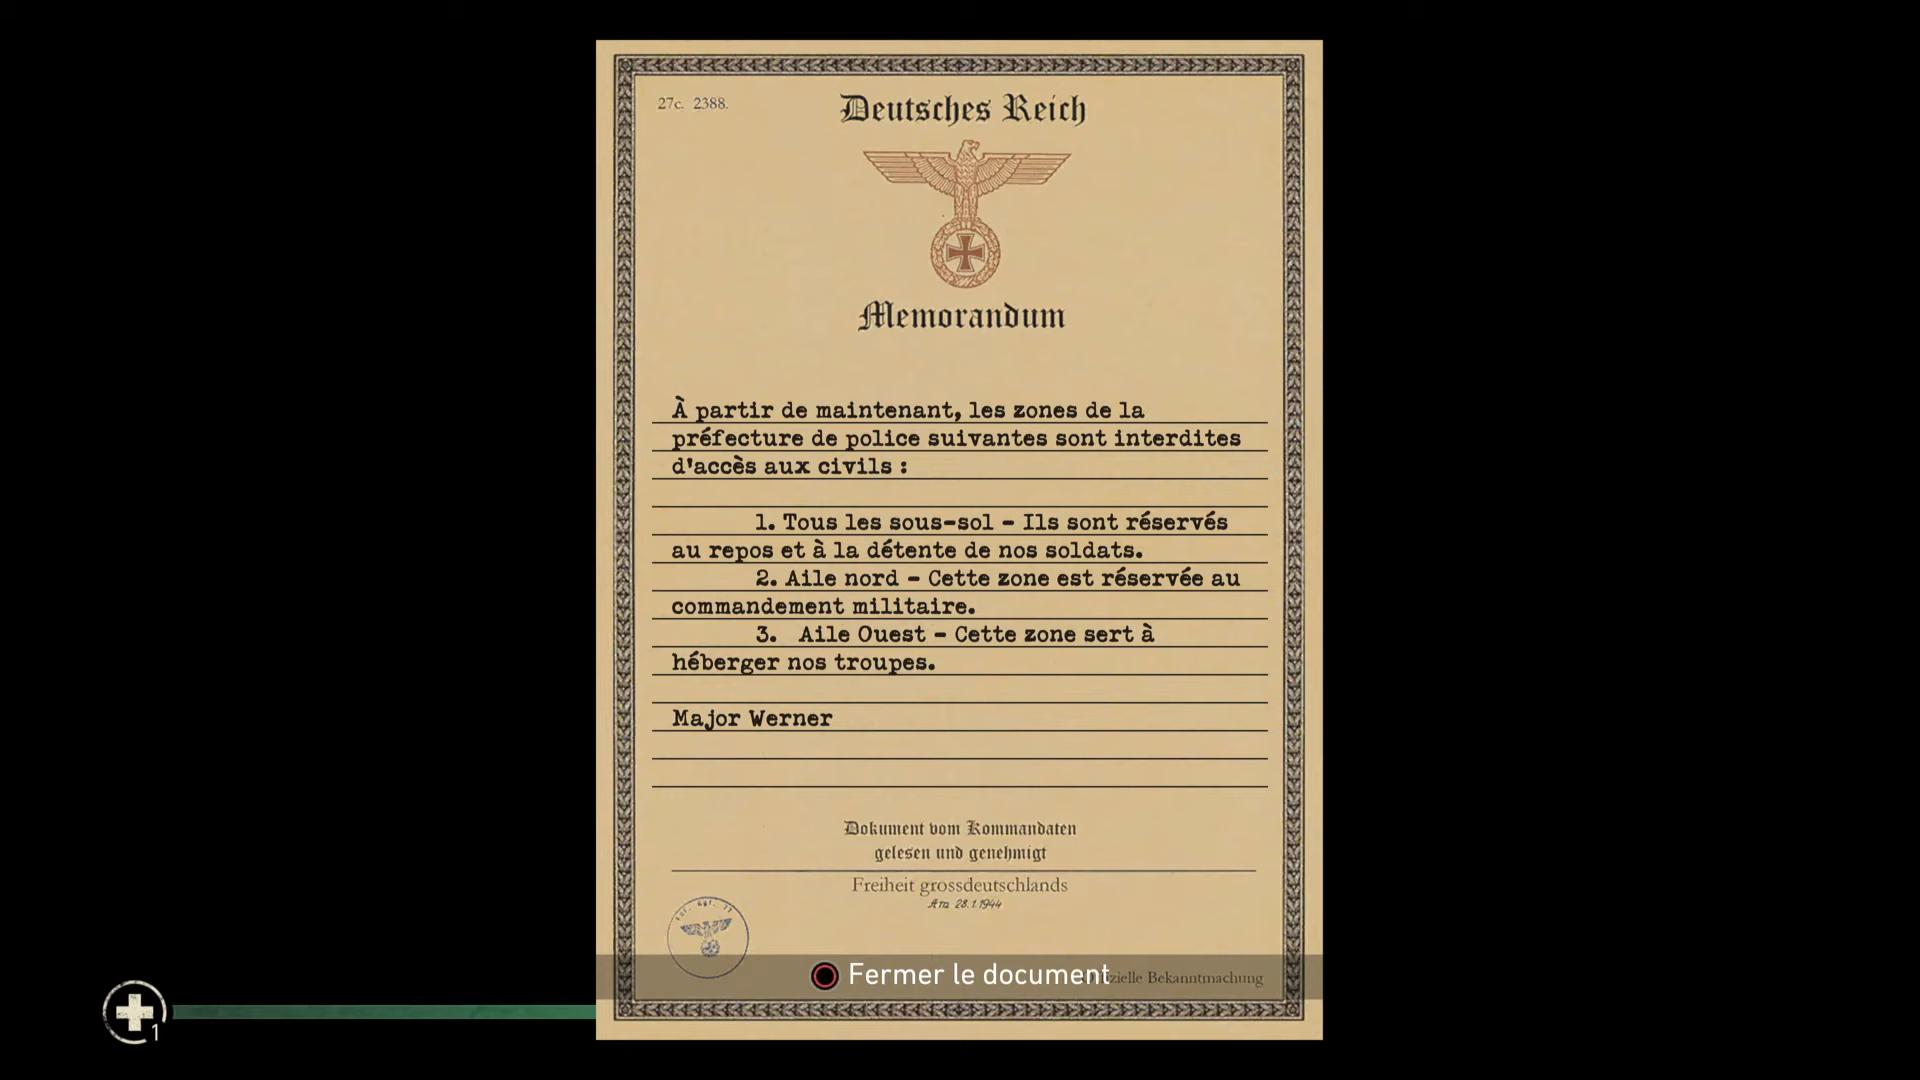 27c. 2388.
Deutsches Reich
Memorandum
À partir de maintenant, les zones de la
préfecture de police suivantes sont interdites
d'accès aux civils :
1. Tous les sous-sol - Ils sont réservés
au repos et à la détente de nos soldats.
2. Aile nord - Cette zone est réservée au
commandement militaire.
3. Aile Ouest - Cette zone sert à
héberger nos troupes.
Major Werner
Dokument vom Kommandaten
gelesen und genehmigt
Freiheit grossdeutschlands
28.1.1944
Fermer le document
Bekanntmachung
1